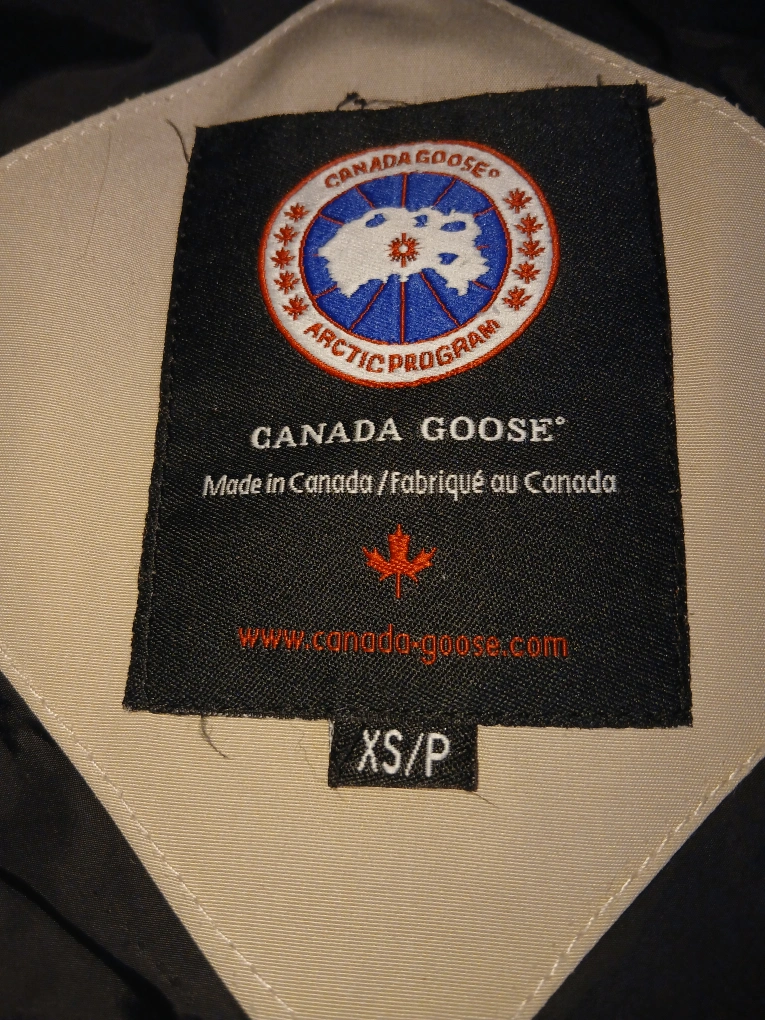 CANADA GOOSE®
ARCTIC PROGRAM
CANADA GOOSE®
Made in Canada / Fabriqué au Canada
www.canada-goose.com
XS/P